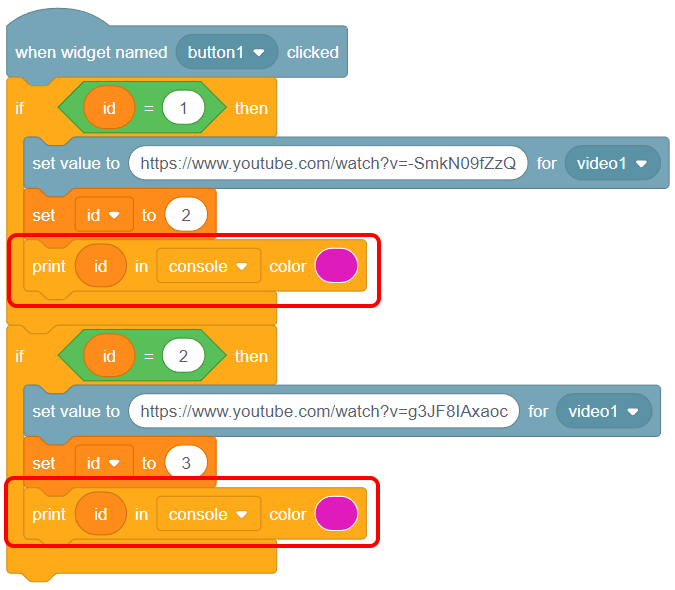 when widget named button1 clicked
if id = 1 then
set value to https://www.youtube.com/watch?v=-SmkN09fZzQ for video1
set id to 2
print id in console color
if id = 2 then
set value to https://www.youtube.com/watch?v=g3JF8IAxaoc for video1
set id to 3
print id in console color